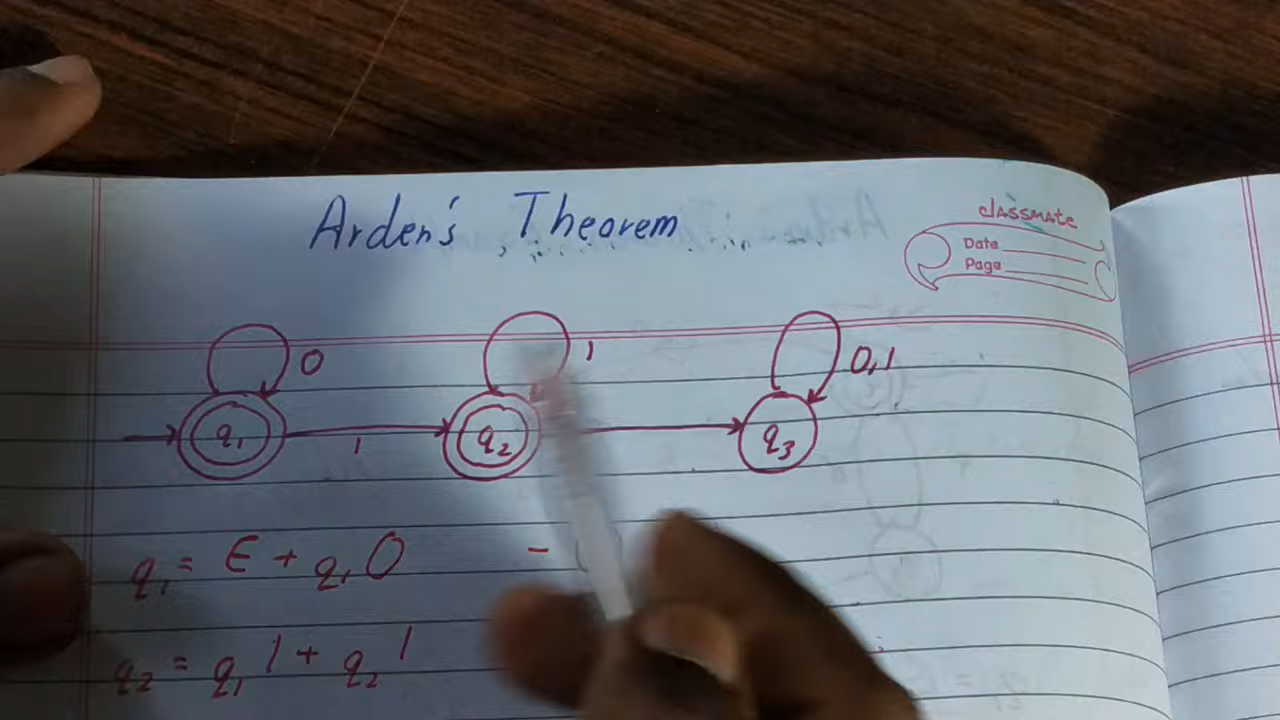 Arden's Theorem
classmate
Date
Page
0 1 0,1
q1 q2 q3
1
q1 = ε + q1 0 -
q2 = q1 1 + q2 1